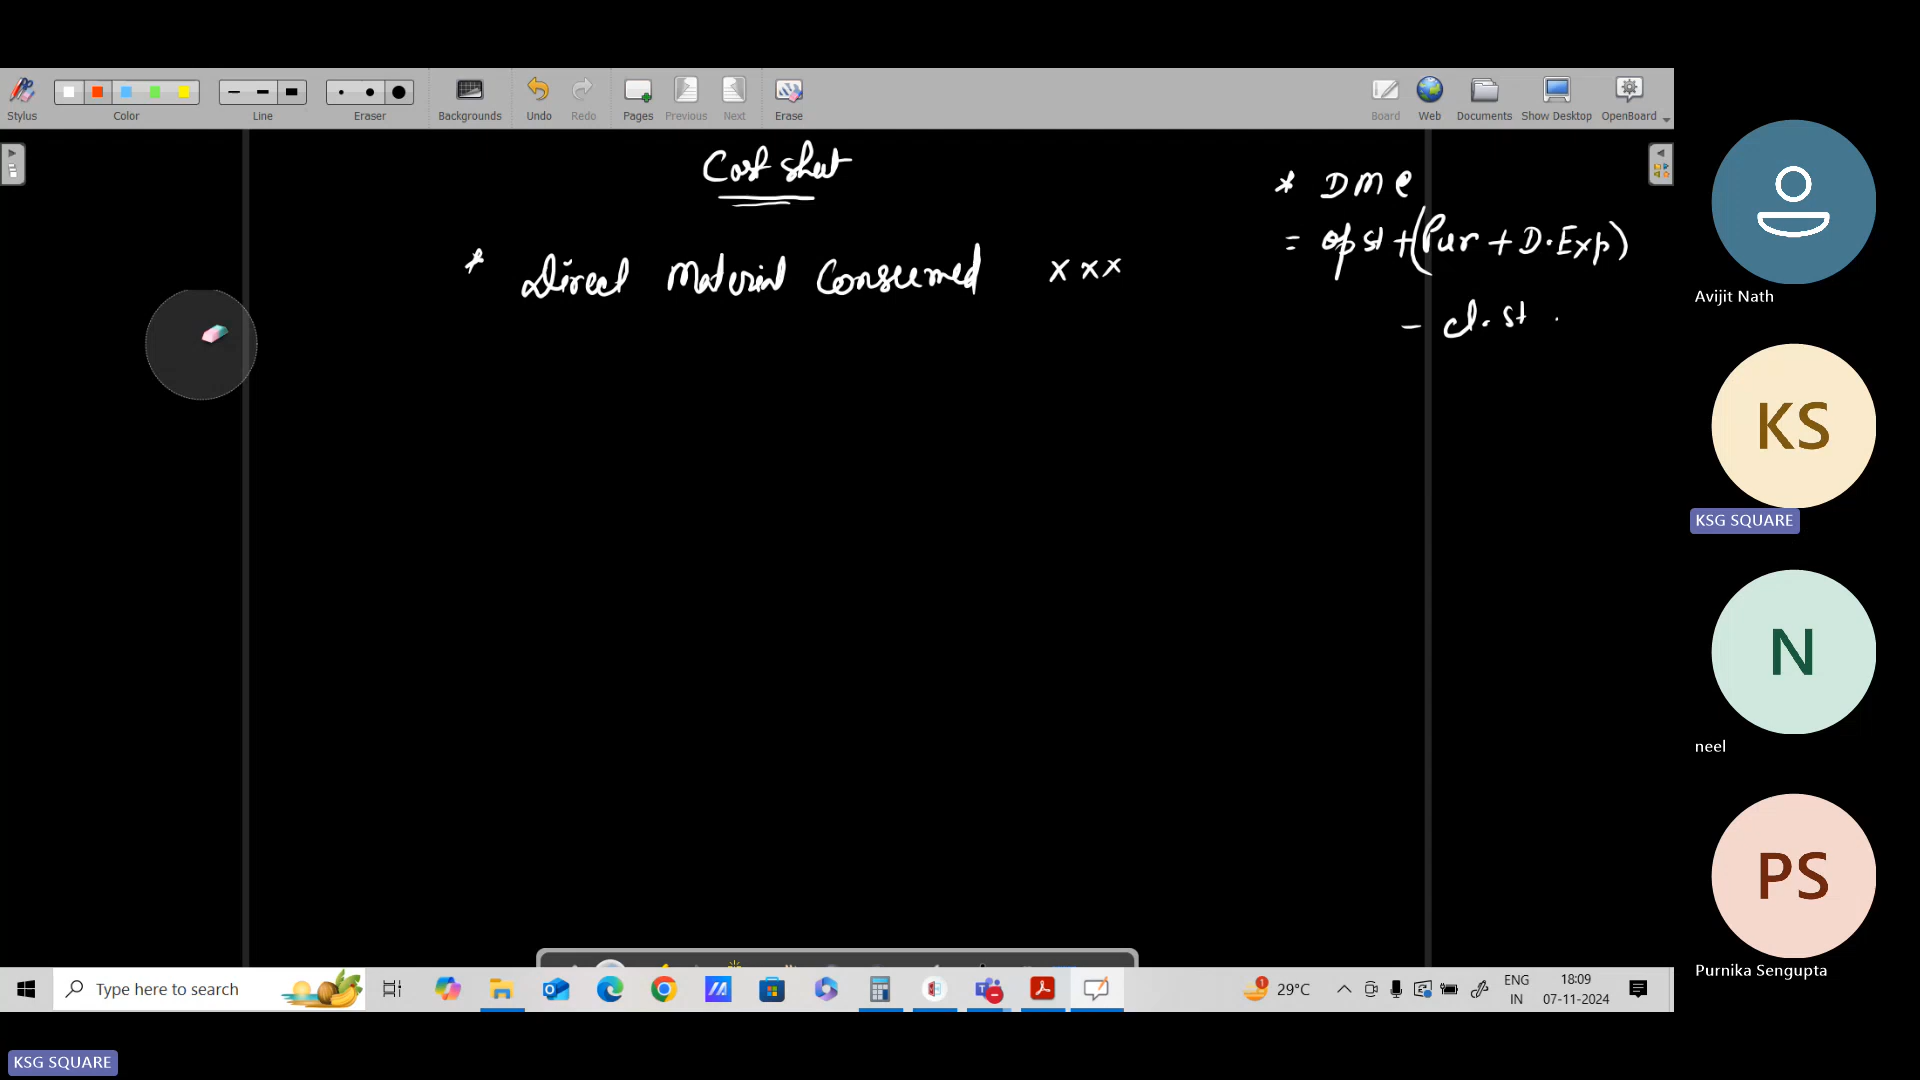 Stylus
Color
Line
Eraser
Backgrounds
Undo
Redo
Pages
Previous
Next
Erase
Board
Web
Documents
Show Desktop
OpenBoard
Cost sheet
* Direct Material Consumed xxx
* DMC
= op st + (Pur + D.Exp)
- cl. st .
Avijit Nath
KS
KSG SQUARE
N
neel
PS
Purnika Sengupta
Type here to search
1
29°C
ENG
IN
18:09
07-11-2024
KSG SQUARE